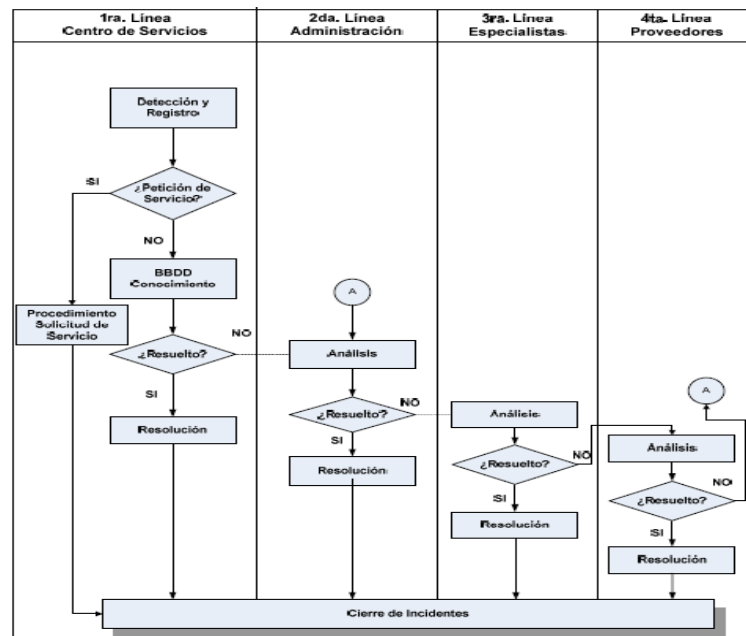 1ra. Línea
Centro de Servicios
2da. Línea
Administración
3ra. Línea
Especialistas
4ta. Línea
Proveedores
Detección y
Registro
SI
¿Petición de
Servicio?
NO
BBDD
Conocimiento
A
Procedimiento
Solicitud de
Servicio
NO
¿Resuelto?
Análisis
SI
NO
A
¿Resuelto?
Análisis
Resolución
SI
Análisis
NO
¿Resuelto?
Resolución
NO
¿Resuelto?
SI
Resolución
SI
Resolución
Cierre de Incidentes